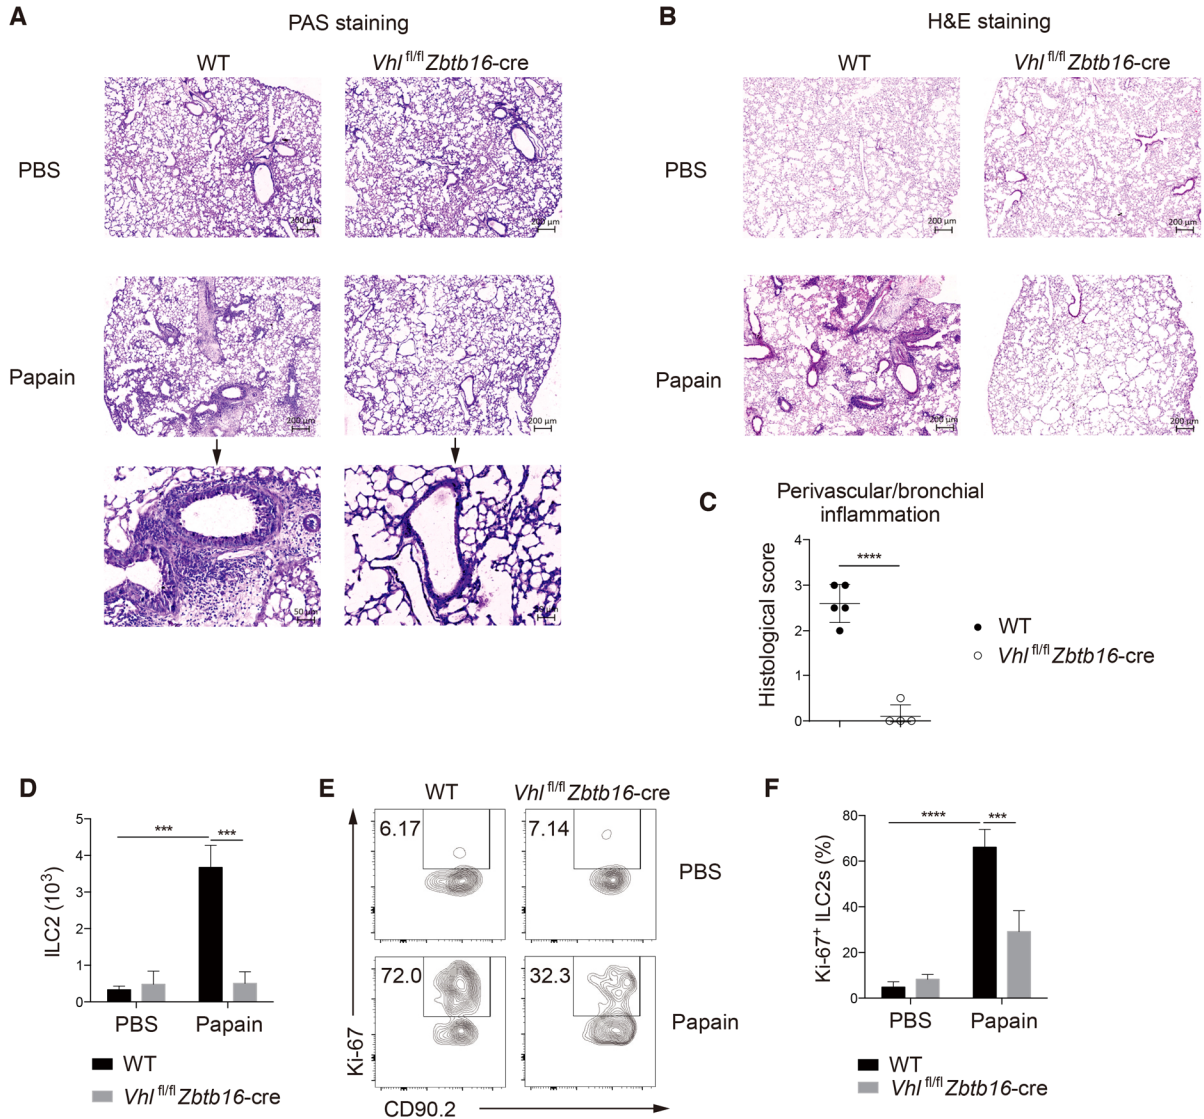 A
PAS staining
WT
Vhl fl/fl Zbtb16-cre
PBS
200 μm
200 μm
Papain
200 μm
200 μm
50 μm
B
H&E staining
WT
Vhl fl/fl Zbtb16-cre
PBS
200 μm
200 μm
Papain
200 μm
200 μm
C
Perivascular/bronchial
inflammation
Histological score
4
3
2
1
0
****
WT
Vhl fl/fl Zbtb16-cre
D
ILC2 (10³)
5
4
3
2
1
0
***
***
PBS
Papain
WT
Vhl fl/fl Zbtb16-cre
E
WT
Vhl fl/fl Zbtb16-cre
6.17
7.14
PBS
72.0
32.3
Papain
Ki-67
CD90.2
F
Ki-67⁺ ILC2s (%)
80
60
40
20
0
****
***
PBS
Papain
WT
Vhl fl/fl Zbtb16-cre